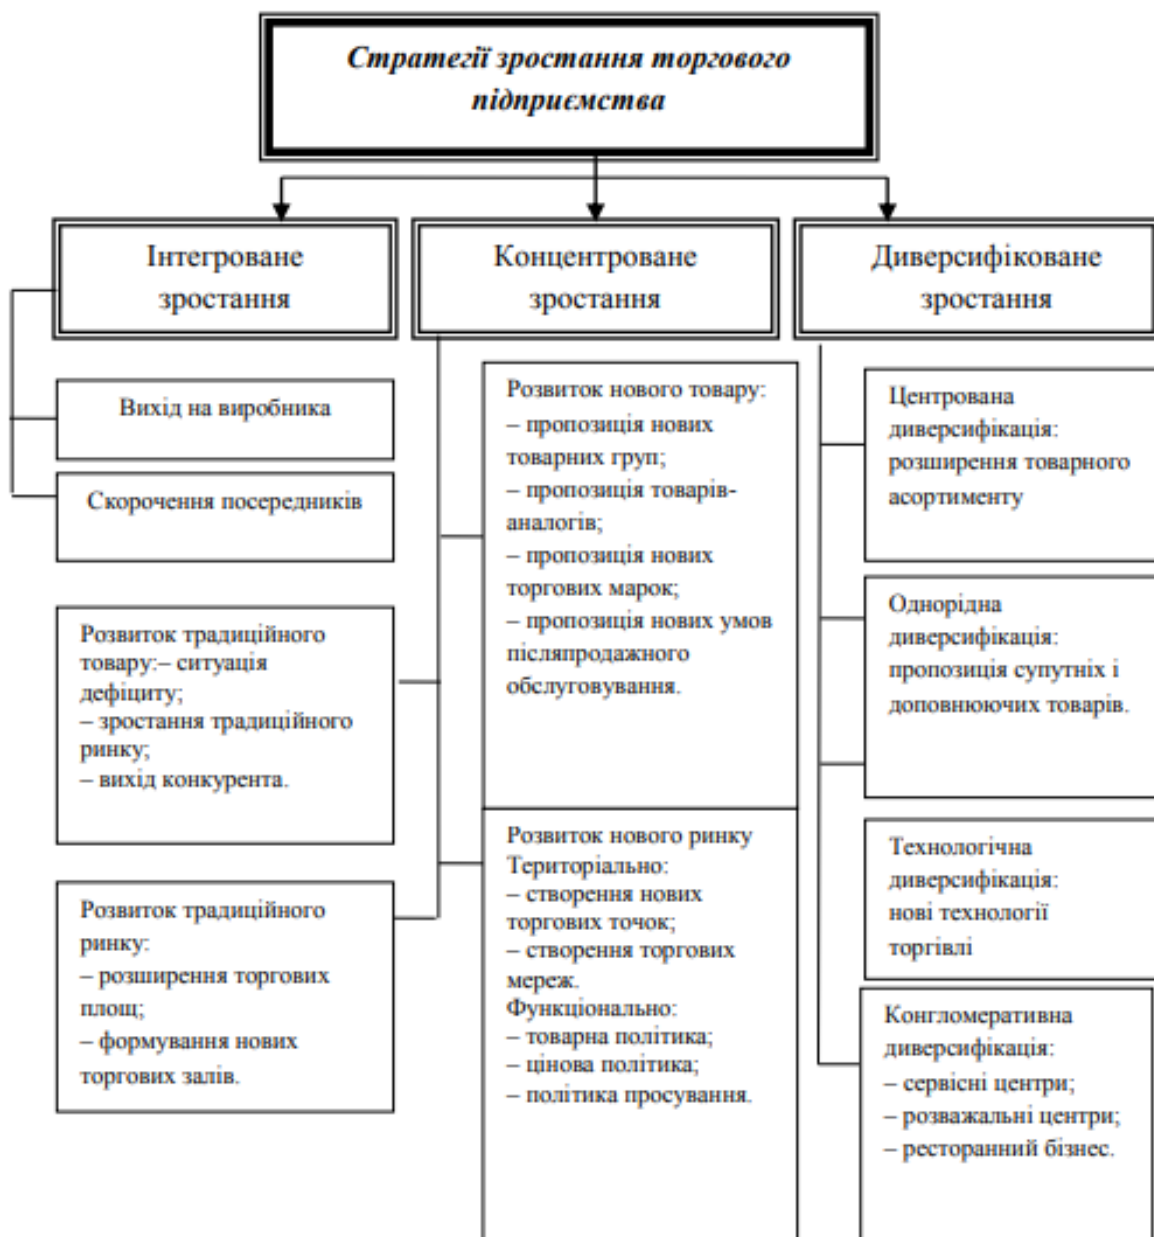 Стратегії зростання торгового
підприємства
Інтегроване
зростання
Вихід на виробника
Скорочення посередників
Концентроване
зростання
Розвиток традиційного
товару:– ситуація
дефіциту;
– зростання традиційного
ринку;
– вихід конкурента.
Розвиток традиційного
ринку:
– розширення торгових
площ;
– формування нових
торгових залів.
Розвиток нового товару:
– пропозиція нових
товарних груп;
– пропозиція товарів-
аналогів;
– пропозиція нових
торгових марок;
– пропозиція нових умов
післяпродажного
обслуговування.
Розвиток нового ринку
Територіально:
– створення нових
торгових точок;
– створення торгових
мереж.
Функціонально:
– товарна політика;
– цінова політика;
– політика просування.
Диверсифіковане
зростання
Центрована
диверсифікація:
розширення товарного
асортименту
Однорідна
диверсифікація:
пропозиція супутніх і
доповнюючих товарів.
Технологічна
диверсифікація:
нові технології
торгівлі
Конгломеративна
диверсифікація:
– сервісні центри;
– розважальні центри;
– ресторанний бізнес.